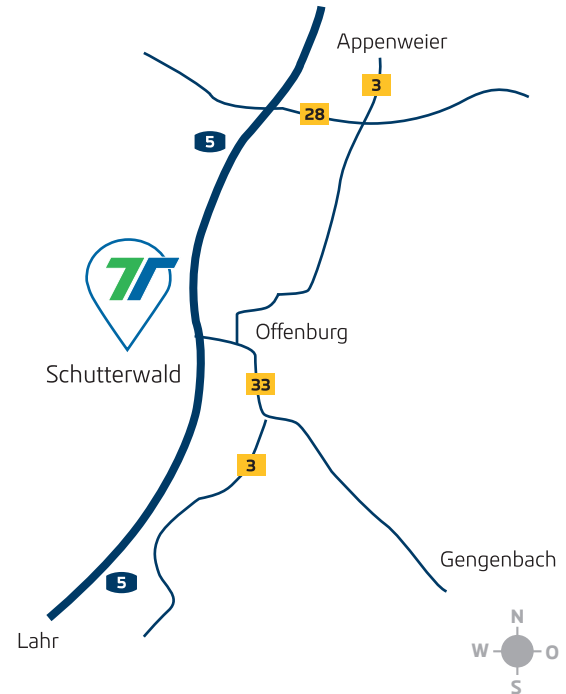 Appenweier
3
28
5
Offenburg
Schutterwald
33
3
Gengenbach
5
Lahr
N
W O
S